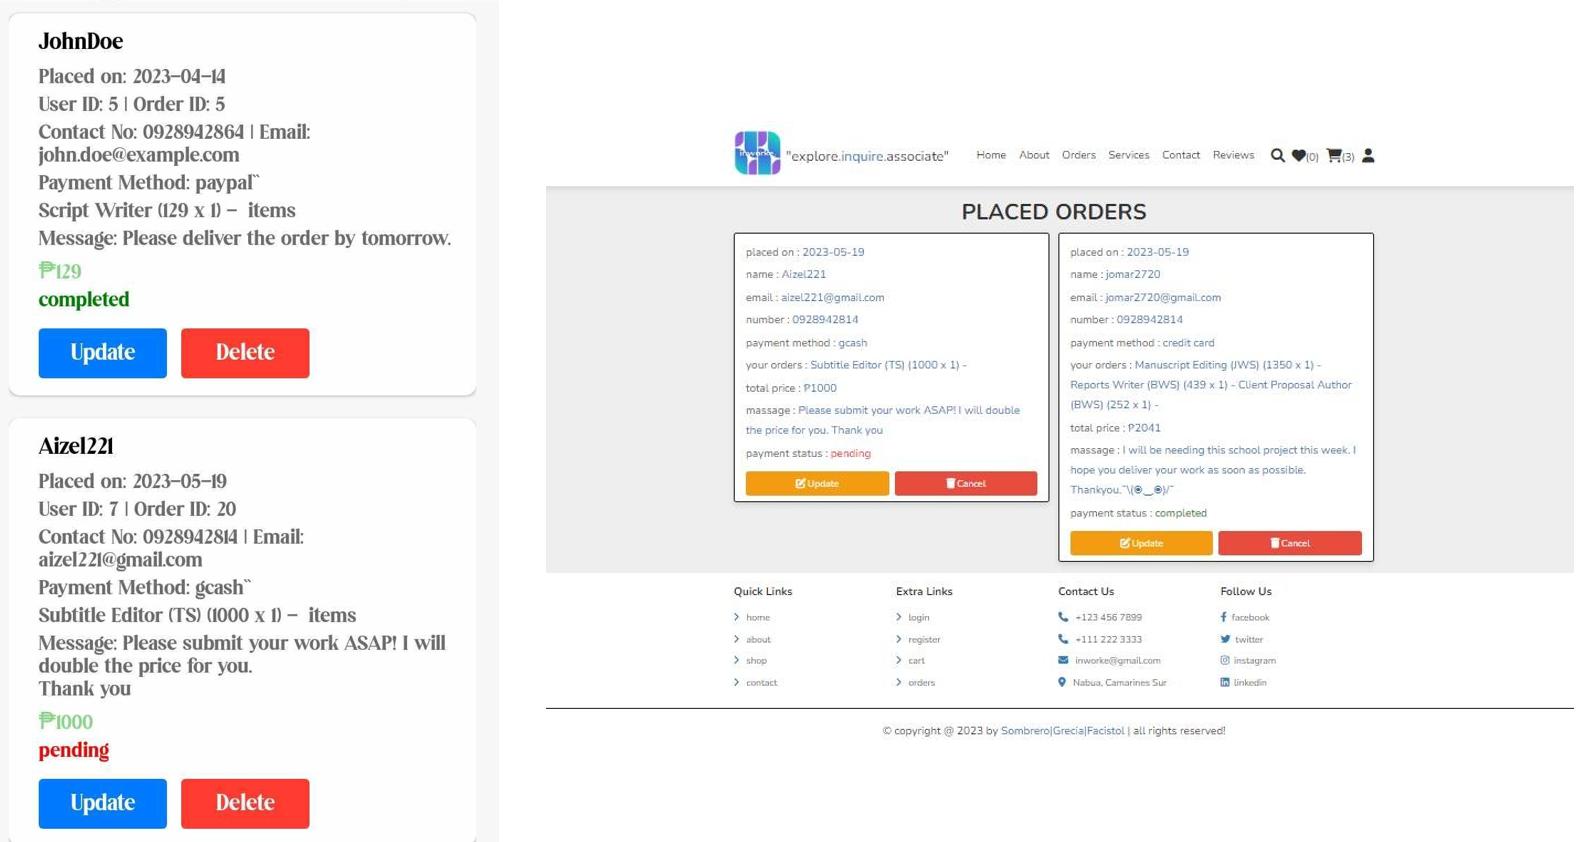 JohnDoe
Placed on: 2023-04-14
User ID: 5 | Order ID: 5
Contact No: 0928942864 | Email:
john.doe@example.com
Payment Method: paypal``
Script Writer (129 x 1) - items
Message: Please deliver the order by tomorrow.
₱129
completed
Update Delete
Aizel221
Placed on: 2023-05-19
User ID: 7 | Order ID: 20
Contact No: 0928942814 | Email:
aizel221@gmail.com
Payment Method: gcash``
Subtitle Editor (TS) (1000 x 1) - items
Message: Please submit your work ASAP! I will
double the price for you.
Thank you
₱1000
pending
Update Delete
inworke "explore.inquire.associate" Home About Orders Services Contact Reviews (0) (3)
PLACED ORDERS
placed on : 2023-05-19
name : Aizel221
email : aizel221@gmail.com
number : 0928942814
payment method : gcash
your orders : Subtitle Editor (TS) (1000 x 1) -
total price : ₱1000
massage : Please submit your work ASAP! I will double
the price for you. Thank you
payment status : pending
Update Cancel
placed on : 2023-05-19
name : jomar2720
email : jomar2720@gmail.com
number : 0928942814
payment method : credit card
your orders : Manuscript Editing (JWS) (1350 x 1) -
Reports Writer (BWS) (439 x 1) - Client Proposal Author
(BWS) (252 x 1) -
total price : ₱2041
massage : I will be needing this school project this week. I
hope you deliver your work as soon as possible.
Thankyou,¯\(⦿‿⦿)/¯
payment status : completed
Update Cancel
Quick Links
home
about
shop
contact
Extra Links
login
register
cart
orders
Contact Us
+123 456 7899
+111 222 3333
inworke@gmail.com
Nabua, Camarines Sur
Follow Us
facebook
twitter
instagram
linkedin
© copyright @ 2023 by Sombrero|Grecia|Facistol | all rights reserved!